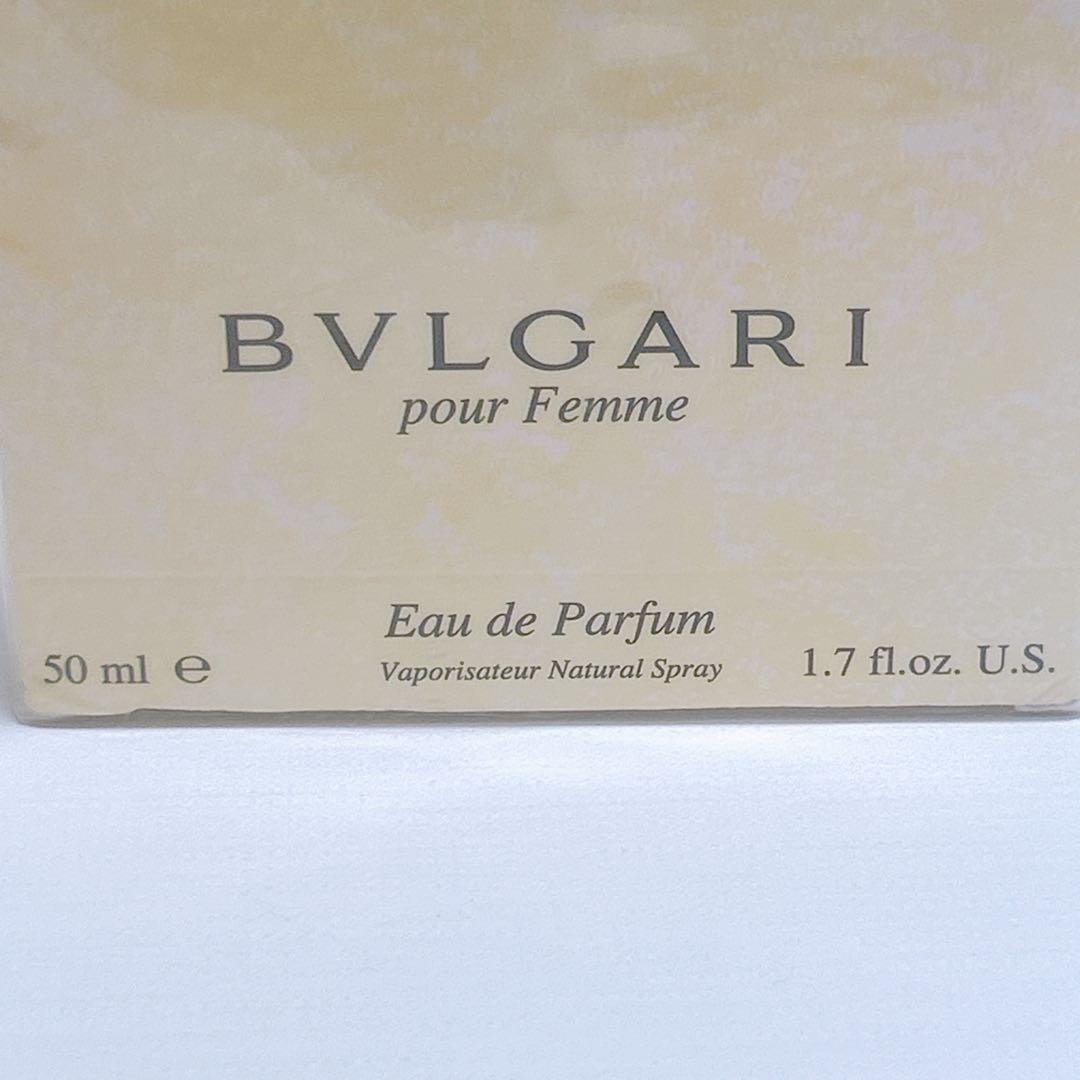 BVLGARI
pour Femme
Eau de Parfum
50 ml ℮ Vaporisateur Natural Spray 1.7 fl.oz. U.S.